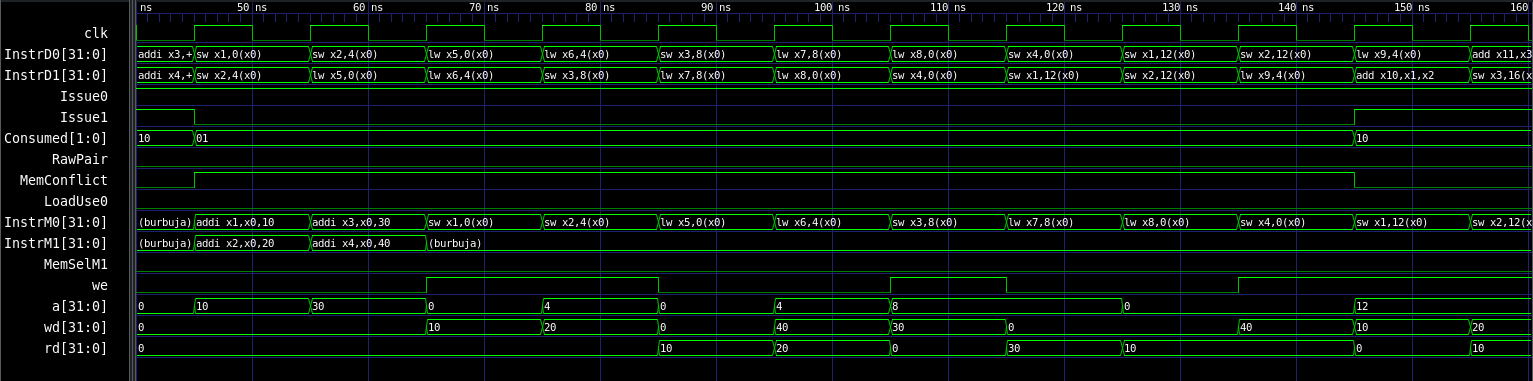 ns 50 ns 60 ns 70 ns 80 ns 90 ns 100 ns 110 ns 120 ns 130 ns 140 ns 150 ns 160
clk
InstrD0[31:0] addi x3,+ sw x1,0(x0) sw x2,4(x0) lw x5,0(x0) lw x6,4(x0) sw x3,8(x0) lw x7,8(x0) lw x8,0(x0) sw x4,0(x0) sw x1,12(x0) sw x2,12(x0) lw x9,4(x0) add x11,x3
InstrD1[31:0] addi x4,+ sw x2,4(x0) lw x5,0(x0) lw x6,4(x0) sw x3,8(x0) lw x7,8(x0) lw x8,0(x0) sw x4,0(x0) sw x1,12(x0) sw x2,12(x0) lw x9,4(x0) add x10,x1,x2 sw x3,16(x
Issue0
Issue1
Consumed[1:0] 10 01 10
RawPair
MemConflict
LoadUse0
InstrM0[31:0] (burbuja) addi x1,x0,10 addi x3,x0,30 sw x1,0(x0) sw x2,4(x0) lw x5,0(x0) lw x6,4(x0) sw x3,8(x0) lw x7,8(x0) lw x8,0(x0) sw x4,0(x0) sw x1,12(x0) sw x2,12(x
InstrM1[31:0] (burbuja) addi x2,x0,20 addi x4,x0,40 (burbuja)
MemSelM1
we
a[31:0] 0 10 30 0 4 0 4 8 0 12
wd[31:0] 0 10 20 0 40 30 0 40 10 20
rd[31:0] 0 10 20 0 30 10 0 10